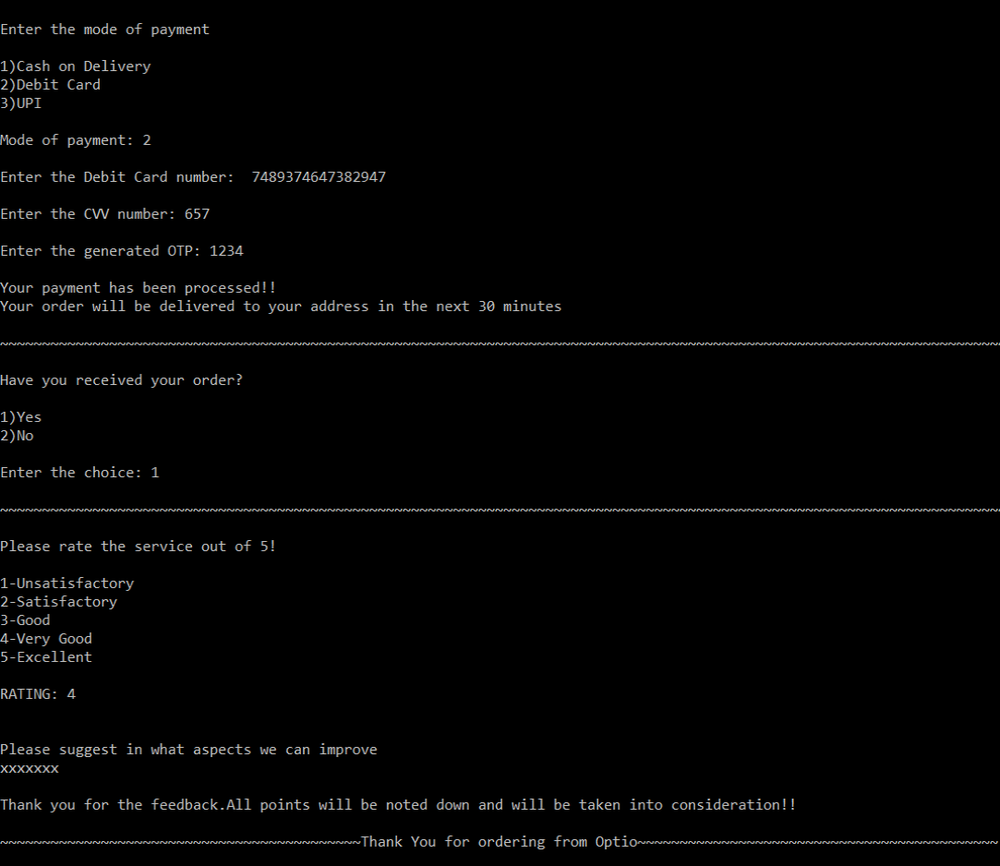 Enter the mode of payment
1)Cash on Delivery
2)Debit Card
3)UPI
Mode of payment: 2
Enter the Debit Card number:  7489374647382947
Enter the CVV number: 657
Enter the generated OTP: 1234
Your payment has been processed!!
Your order will be delivered to your address in the next 30 minutes
~~~~~~~~~~~~~~~~~~~~~~~~~~~~~~~~~~~~~~~~~~~~~~~~~~~~~~~~~~~~~~~~~~~~~~~~~~~~~~~~~~~~~~~~~~~~~~~~~~~~~~~~~~~~~~~~~~~~~~~~
Have you received your order?
1)Yes
2)No
Enter the choice: 1
~~~~~~~~~~~~~~~~~~~~~~~~~~~~~~~~~~~~~~~~~~~~~~~~~~~~~~~~~~~~~~~~~~~~~~~~~~~~~~~~~~~~~~~~~~~~~~~~~~~~~~~~~~~~~~~~~~~~~~~~
Please rate the service out of 5!
1-Unsatisfactory
2-Satisfactory
3-Good
4-Very Good
5-Excellent
RATING: 4
Please suggest in what aspects we can improve
xxxxxxx
Thank you for the feedback.All points will be noted down and will be taken into consideration!!
~~~~~~~~~~~~~~~~~~~~~~~~~~~~~~~~~~~~~~~~~~~Thank You for ordering from Optio~~~~~~~~~~~~~~~~~~~~~~~~~~~~~~~~~~~~~~~~~~~